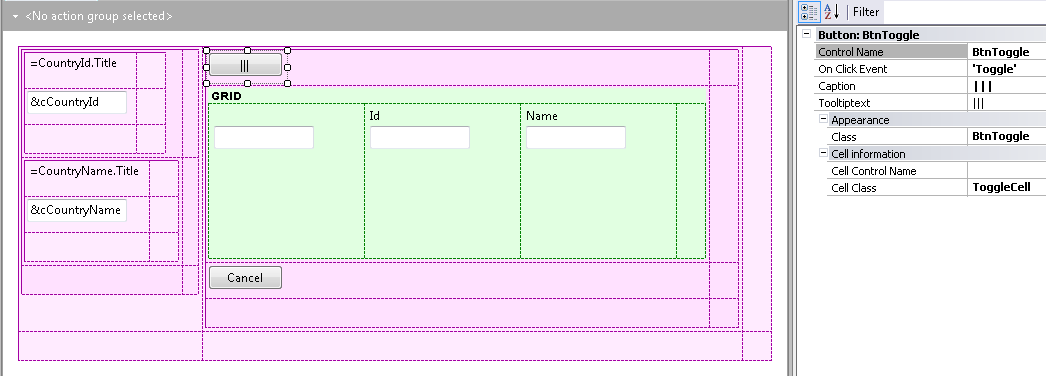 <No action group selected>
=CountryId.Title
&cCountryId
=CountryName.Title
&cCountryName
|||
GRID
Id
Name
Cancel
A
Z
Filter
Button: BtnToggle
Control Name BtnToggle
On Click Event 'Toggle'
Caption |||
Tooltiptext |||
Appearance
Class BtnToggle
Cell information
Cell Control Name
Cell Class ToggleCell